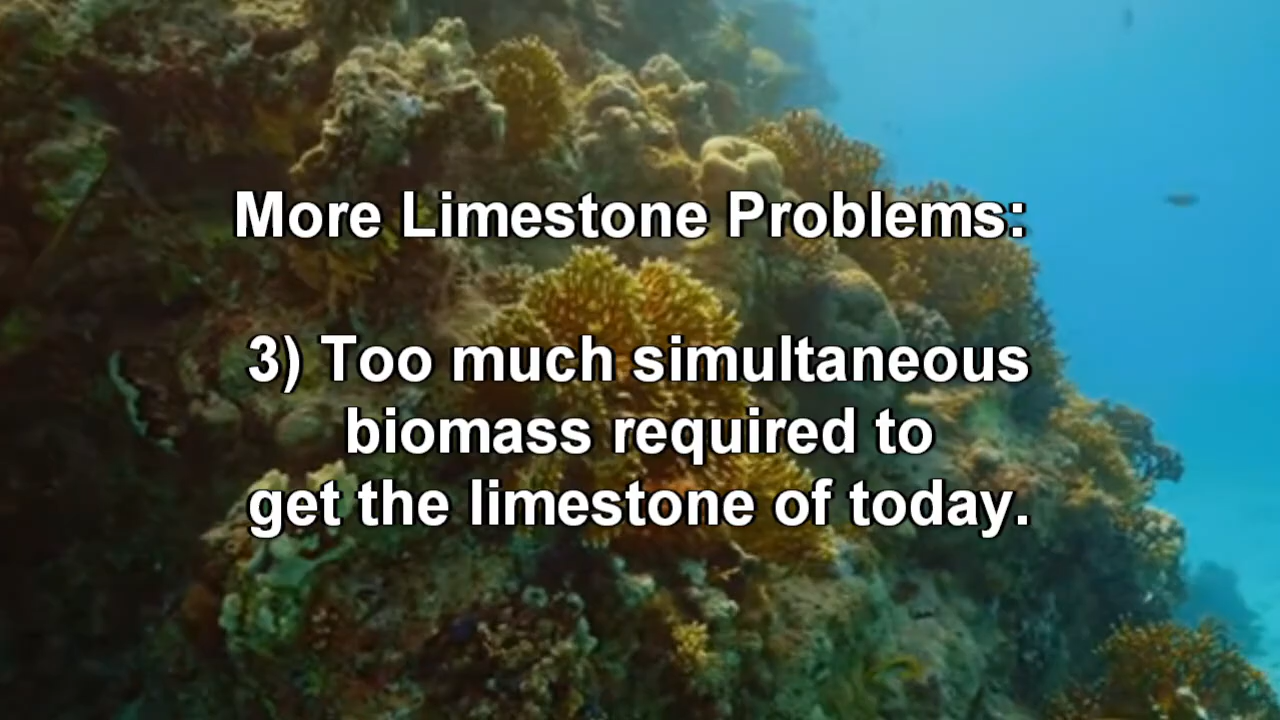 More Limestone Problems:
3) Too much simultaneous
biomass required to
get the limestone of today.